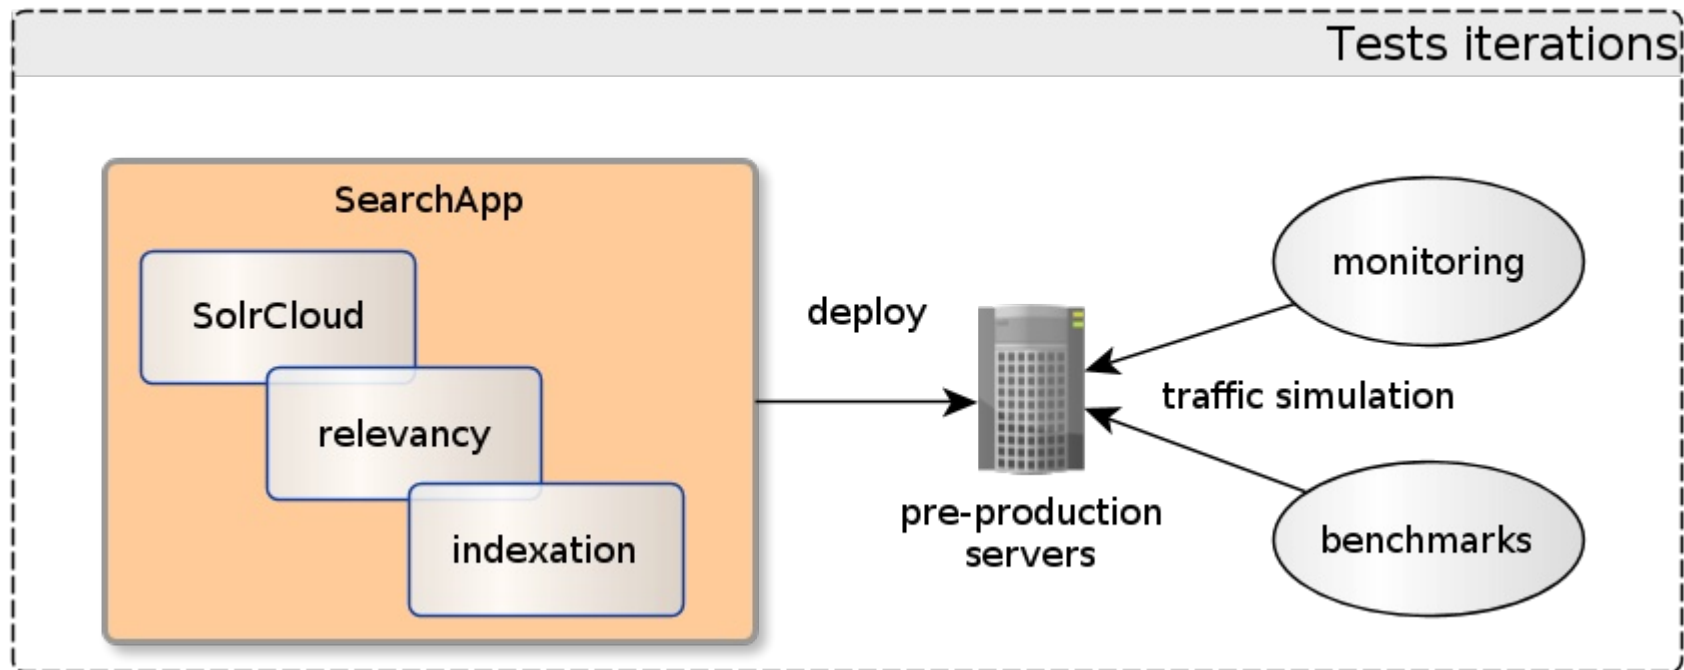 Tests iterations
SearchApp
SolrCloud
relevancy
indexation
deploy
pre-production
servers
monitoring
traffic simulation
benchmarks